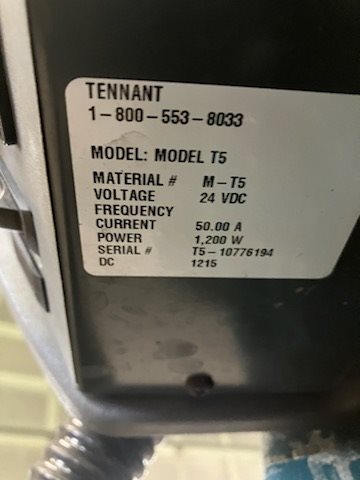 TENNANT
1-800-553-8033
MODEL: MODEL T5
MATERIAL # M-T5
VOLTAGE 24 VDC
FREQUENCY
CURRENT 50.00 A
POWER 1,200 W
SERIAL # T5-10776194
DC 1215